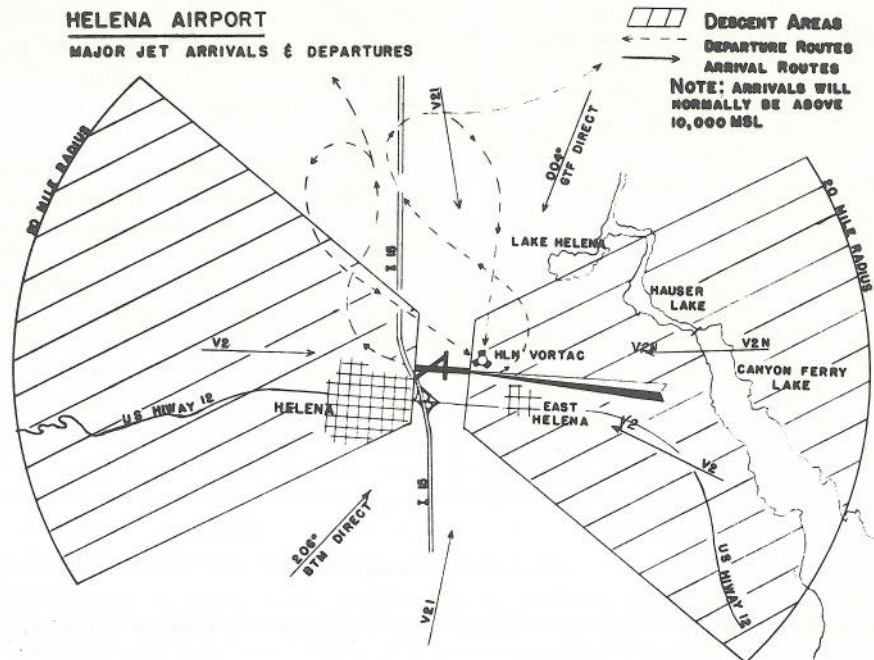 HELENA AIRPORT
MAJOR JET ARRIVALS & DEPARTURES
DESCENT AREAS
DEPARTURE ROUTES
ARRIVAL ROUTES
NOTE: ARRIVALS WILL
NORMALLY BE ABOVE
10,000 MSL
20 MILE RADIUS
V21
004°
GTF DIRECT
20 MILE RADIUS
I 15
LAKE HELENA
HAUSER
LAKE
V2
HLN VORTAC
V2N
V2N
CANYON FERRY
LAKE
US HIWAY 12
HELENA
EAST
HELENA
V2
V2
I 15
206°
BTM DIRECT
V21
US HIWAY 12